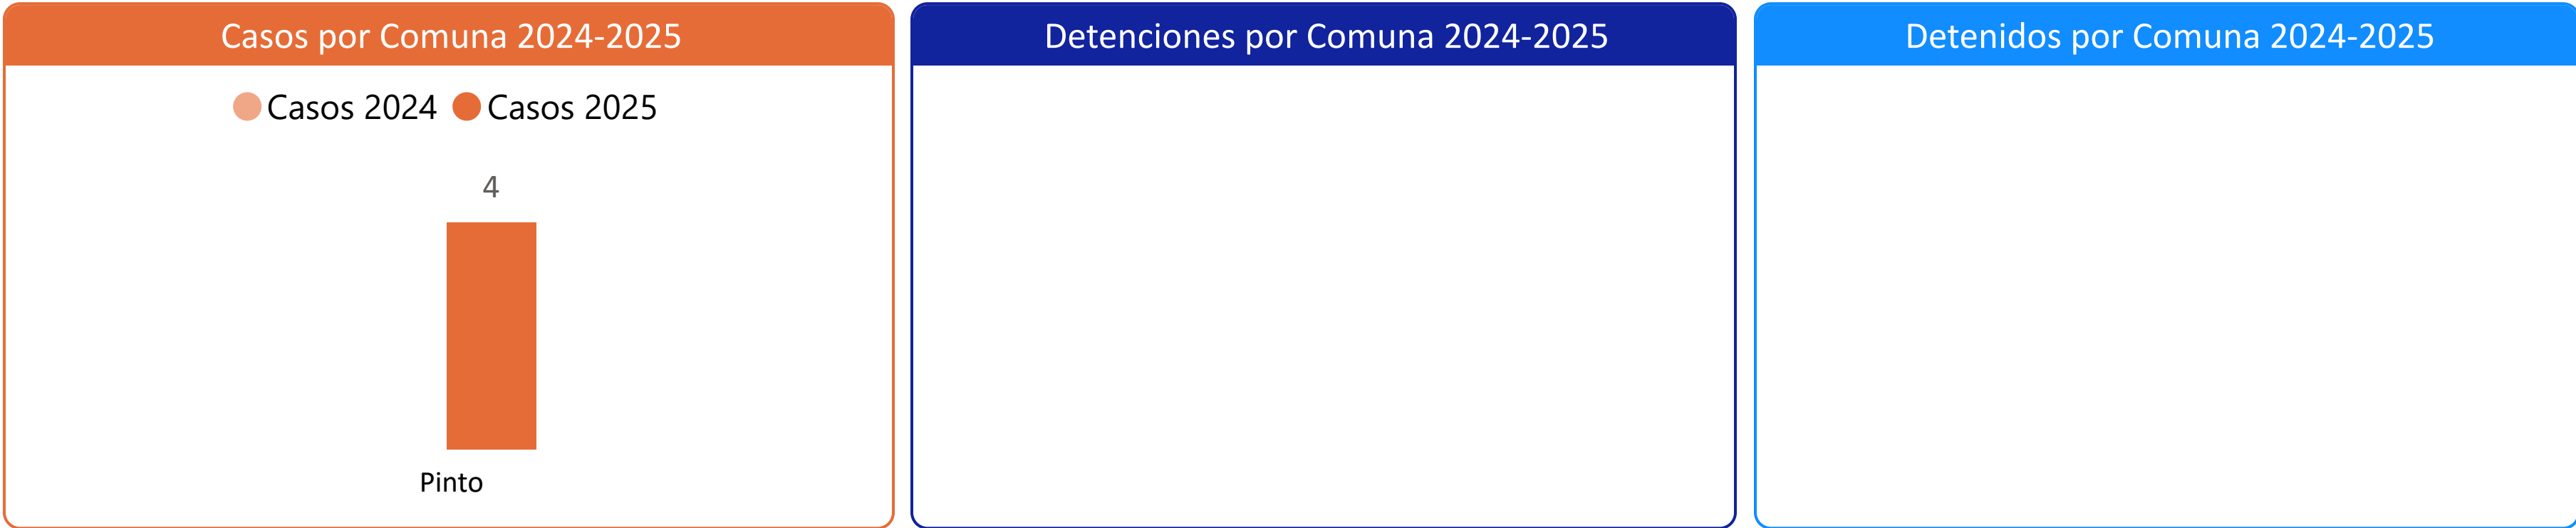 Casos por Comuna 2024-2025
Casos 2024 Casos 2025
4
Pinto
Detenciones por Comuna 2024-2025
Detenidos por Comuna 2024-2025